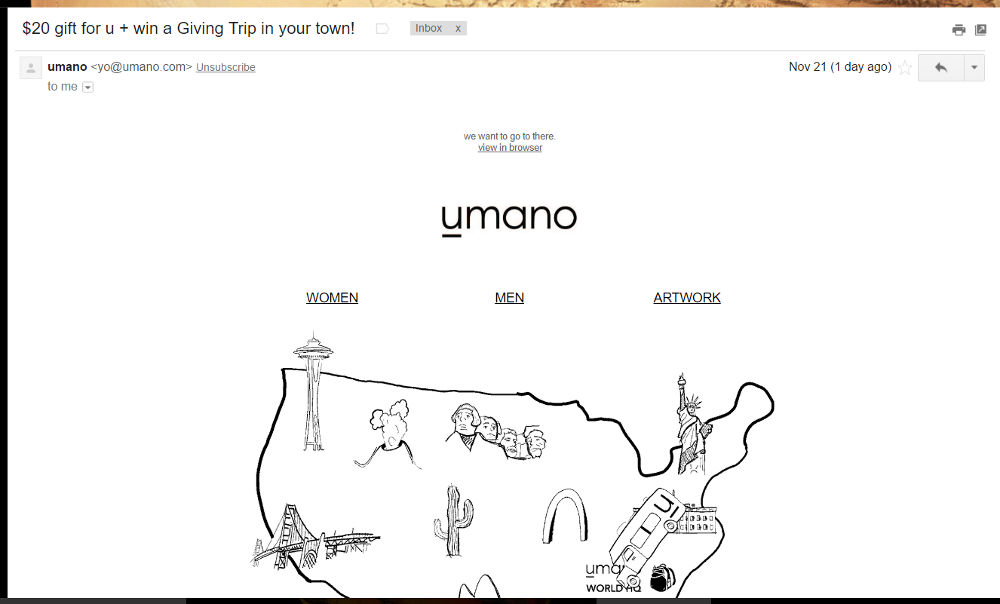 $20 gift for u + win a Giving Trip in your town!
Inbox x
umano <yo@umano.com> Unsubscribe
Nov 21 (1 day ago)
to me
we want to go to there.
view in browser
umano
WOMEN MEN ARTWORK
u
uma
WORLD HQ